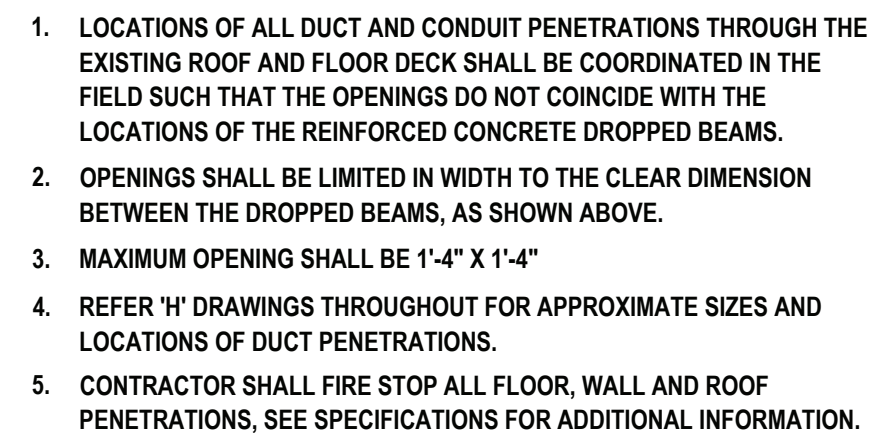 1. LOCATIONS OF ALL DUCT AND CONDUIT PENETRATIONS THROUGH THE
EXISTING ROOF AND FLOOR DECK SHALL BE COORDINATED IN THE
FIELD SUCH THAT THE OPENINGS DO NOT COINCIDE WITH THE
LOCATIONS OF THE REINFORCED CONCRETE DROPPED BEAMS.
2. OPENINGS SHALL BE LIMITED IN WIDTH TO THE CLEAR DIMENSION
BETWEEN THE DROPPED BEAMS, AS SHOWN ABOVE.
3. MAXIMUM OPENING SHALL BE 1'-4" X 1'-4"
4. REFER 'H' DRAWINGS THROUGHOUT FOR APPROXIMATE SIZES AND
LOCATIONS OF DUCT PENETRATIONS.
5. CONTRACTOR SHALL FIRE STOP ALL FLOOR, WALL AND ROOF
PENETRATIONS, SEE SPECIFICATIONS FOR ADDITIONAL INFORMATION.